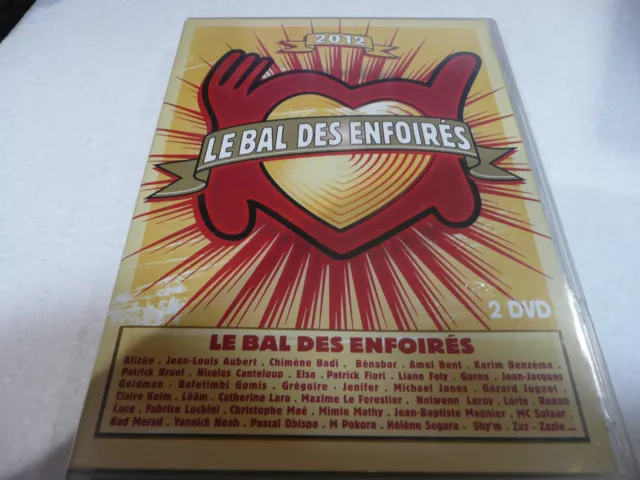 2012
LE BAL DES ENFOIRÉS
2 DVD
LE BAL DES ENFOIRÉS
Alizée . Jean-Louis Aubert . Chimène Badi . Bénabar . Amel Bent . Karim Benzéma .
Patrick Bruel . Nicolas Canteloup . Elsa . Patrick Fiori . Liane Foly . Garou . Jean-Jacques
Goldman . Bafetimbi Gomis . Grégoire . Jenifer . Michael Jones . Gérard Jugnot .
Claire Keim . Lââm . Catherine Lara . Maxime Le Forestier . Nolwenn Leroy . Lorie . Renan
Luce . Fabrice Luchini . Christophe Maé . Mimie Mathy . Jean-Baptiste Maunier . MC Solaar .
Kad Merad . Yannick Noah . Pascal Obispo . M Pokora . Hélène Segara . Shy'm . Zaz . Zazie ...